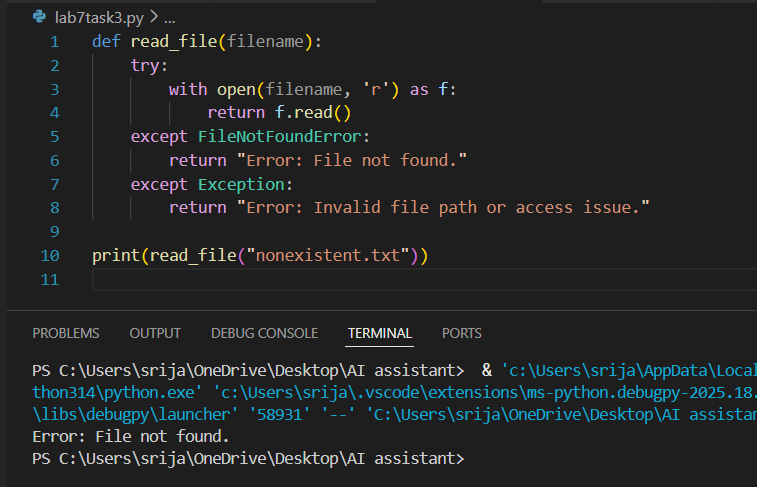 lab7task3.py > ...
1 def read_file(filename):
2     try:
3         with open(filename, 'r') as f:
4             return f.read()
5     except FileNotFoundError:
6         return "Error: File not found."
7     except Exception:
8         return "Error: Invalid file path or access issue."
9
10 print(read_file("nonexistent.txt"))
11
PROBLEMS OUTPUT DEBUG CONSOLE TERMINAL PORTS
PS C:\Users\srija\OneDrive\Desktop\AI assistant>  & 'c:\Users\srija\AppData\Local
thon314\python.exe' 'c:\Users\srija\.vscode\extensions\ms-python.debugpy-2025.18.
\libs\debugpy\launcher' '58931' '--' 'C:\Users\srija\OneDrive\Desktop\AI assistan
Error: File not found.
PS C:\Users\srija\OneDrive\Desktop\AI assistant>